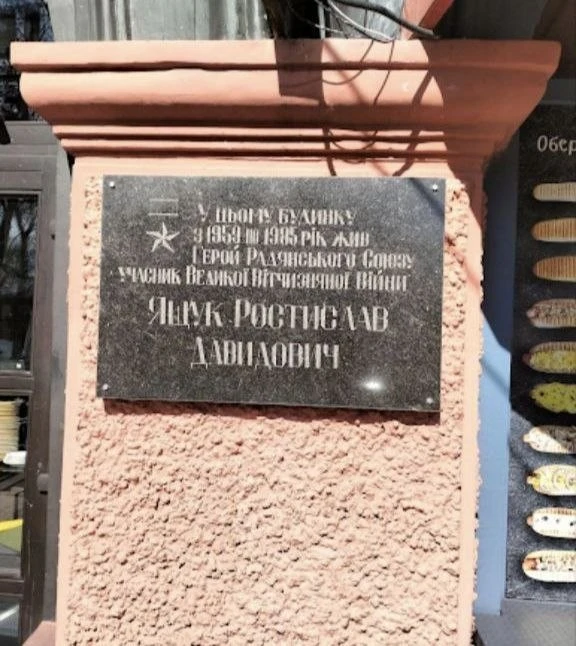 У цьому будинку
з 1959 по 1985 рік жив
Герой Радянського Союзу
учасник Великої Вітчизняної Війни
Ящук Ростислав
Давидович
Обер